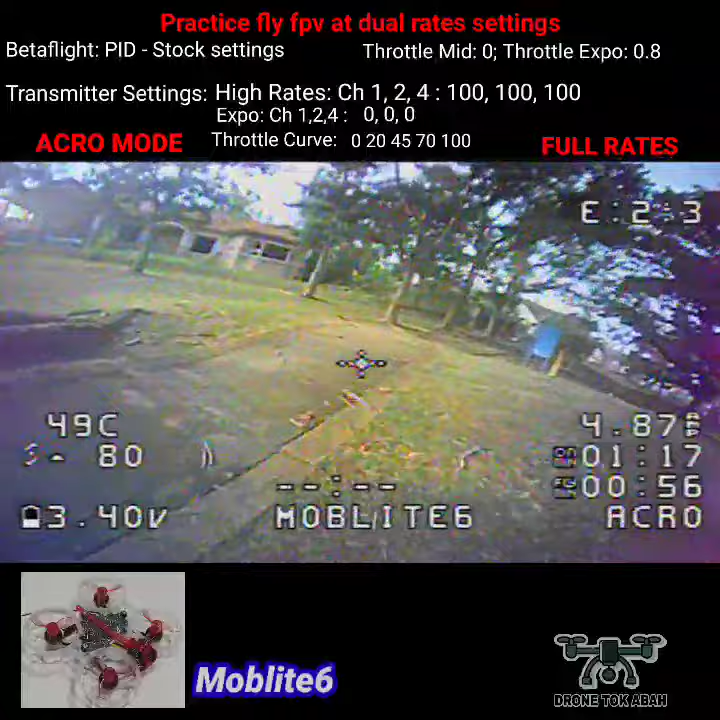 Practice fly fpv at dual rates settings
Betaflight: PID - Stock settings
Throttle Mid: 0; Throttle Expo: 0.8
Transmitter Settings: High Rates: Ch 1, 2, 4 : 100, 100, 100
Expo: Ch 1,2,4 : 0, 0, 0
ACRO MODE
Throttle Curve: 0 20 45 70 100
FULL RATES
49C
4.87
80
01:17
00:56
3.40V
--:--
MOBLITE6
ACRO
Moblite6
DRONE TOK ABAH